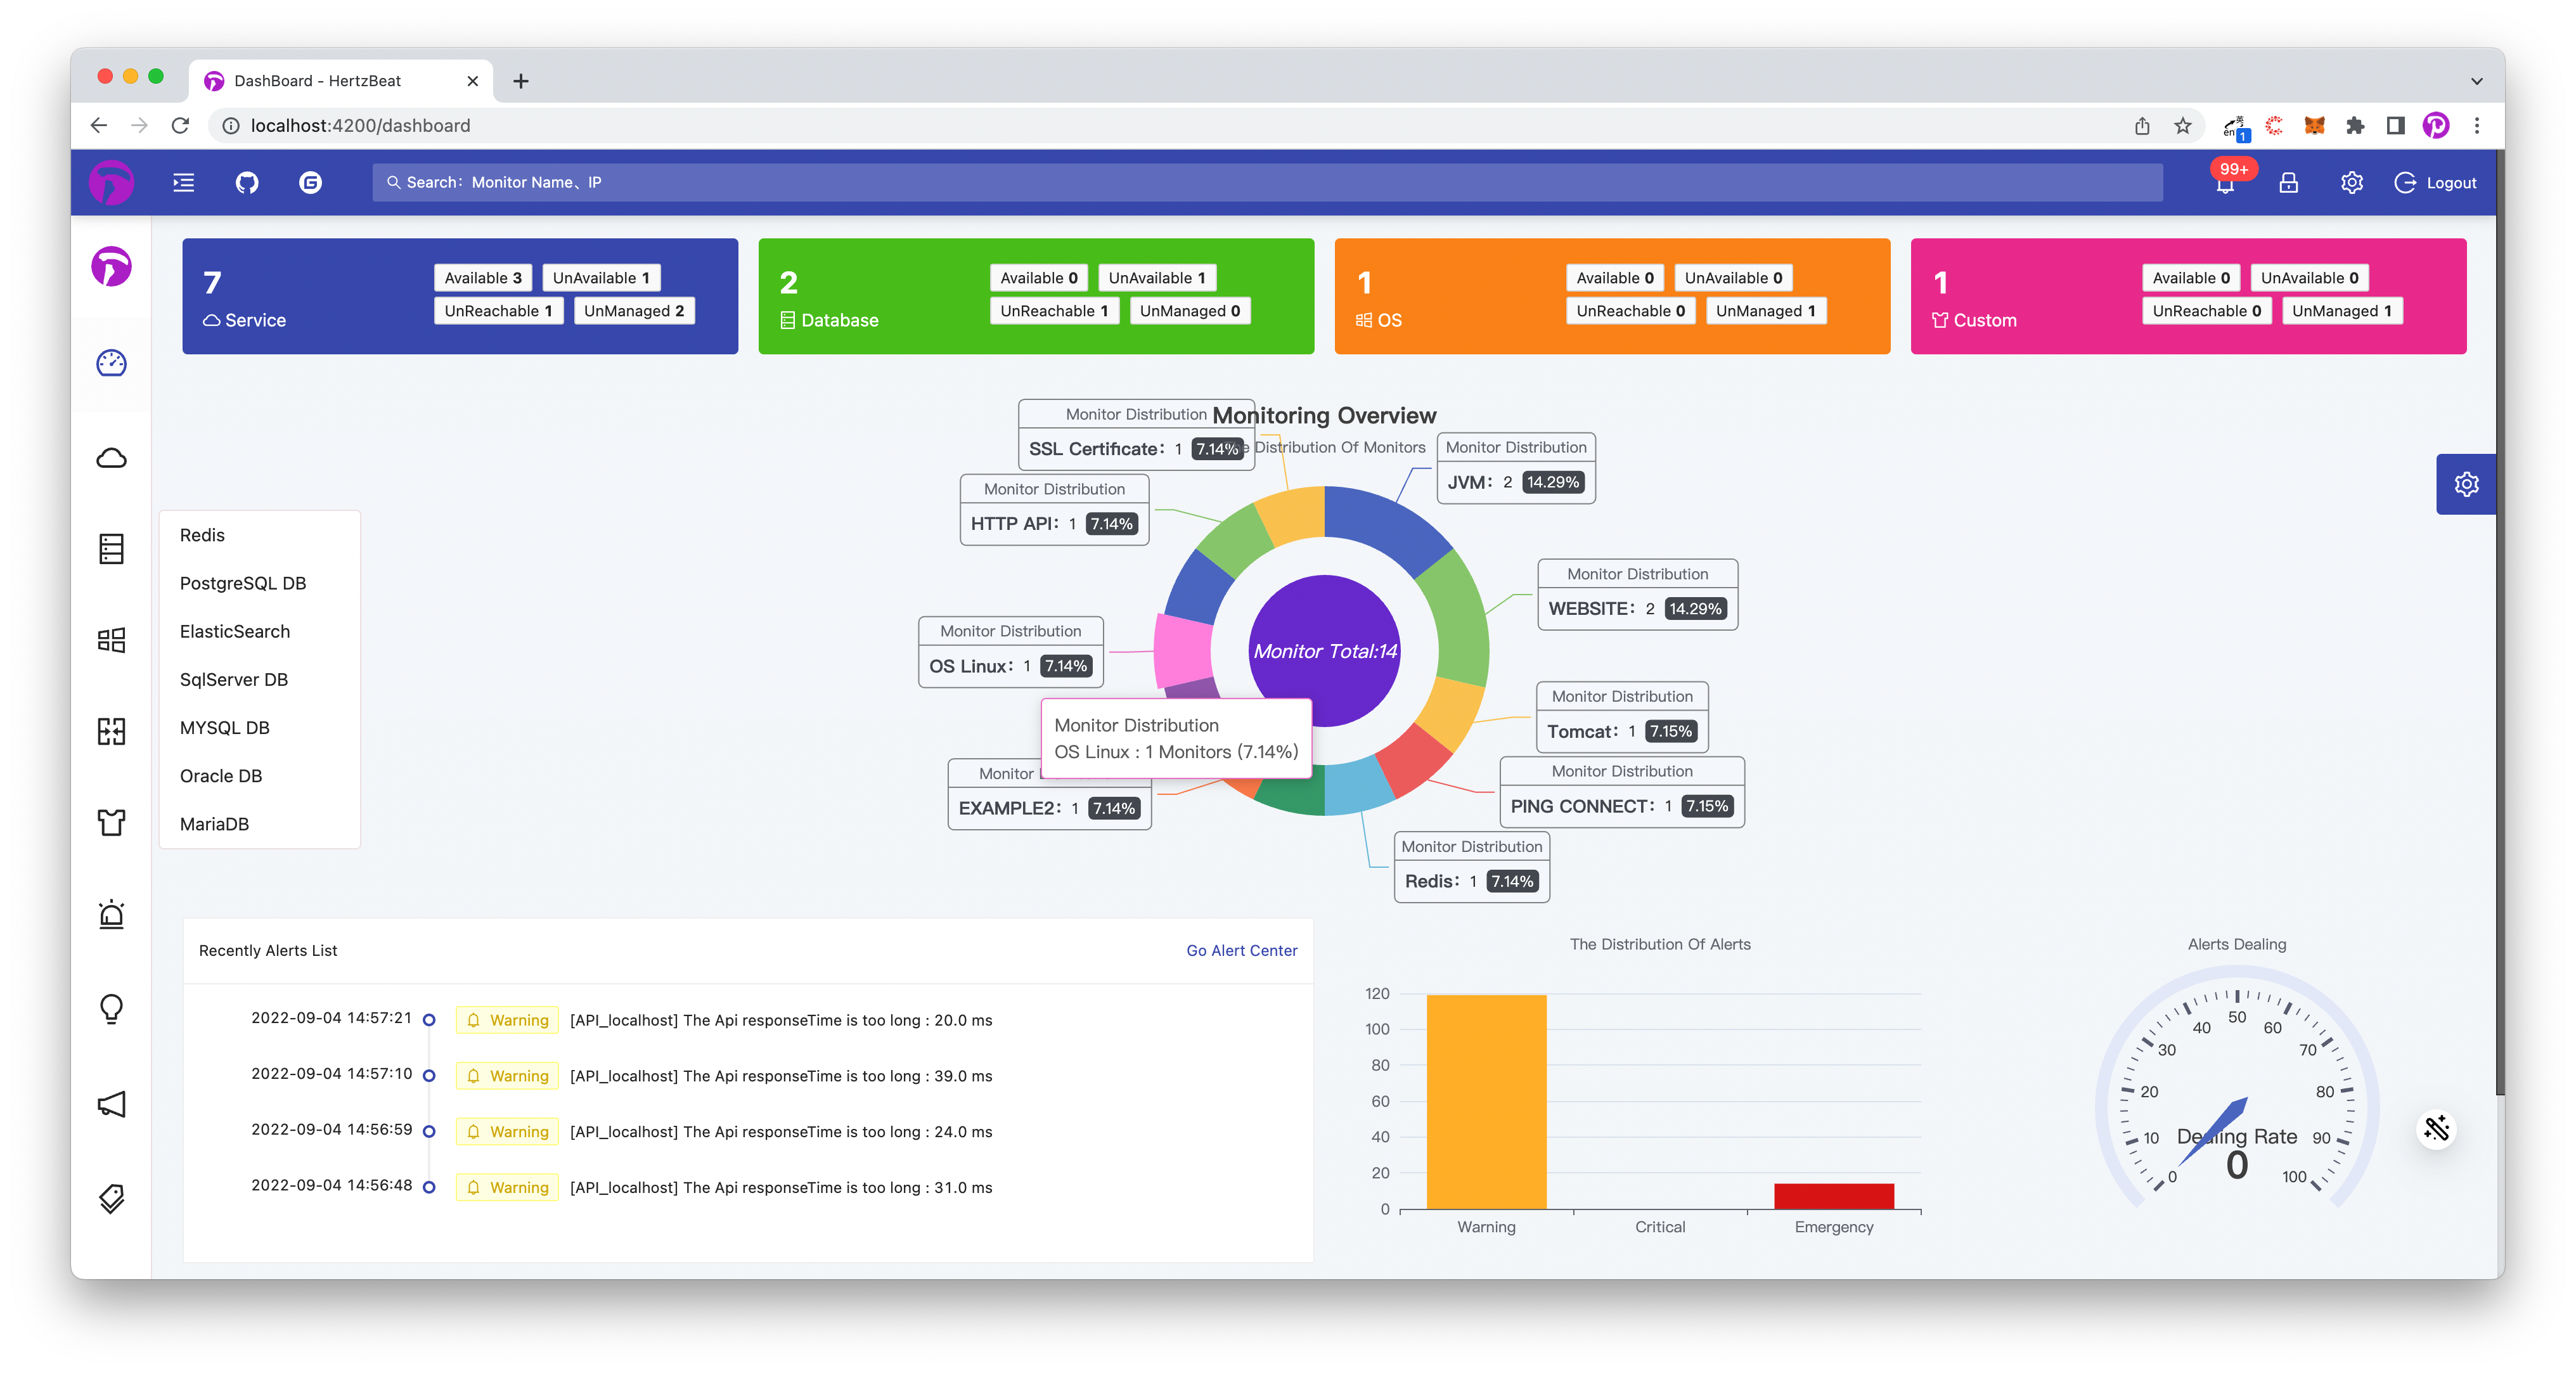 DashBoard - HertzBeat
localhost:4200/dashboard
英
en
1
Search: Monitor Name、IP
99+
Logout
7
Service
Available 3
UnAvailable 1
UnReachable 1
UnManaged 2
2
Database
Available 0
UnAvailable 1
UnReachable 1
UnManaged 0
1
OS
Available 0
UnAvailable 0
UnReachable 0
UnManaged 1
1
Custom
Available 0
UnAvailable 0
UnReachable 0
UnManaged 1
Monitoring Overview
Distribution Of Monitors
Monitor Distribution
SSL Certificate: 1 7.14%
Monitor Distribution
JVM: 2 14.29%
Monitor Distribution
HTTP API: 1 7.14%
Monitor Distribution
WEBSITE: 2 14.29%
Monitor Distribution
OS Linux: 1 7.14%
Monitor Total:14
Monitor Distribution
Tomcat: 1 7.15%
Monitor Distribution
OS Linux : 1 Monitors (7.14%)
Monitor
EXAMPLE2: 1 7.14%
Monitor Distribution
PING CONNECT: 1 7.15%
Monitor Distribution
Redis: 1 7.14%
Redis
PostgreSQL DB
ElasticSearch
SqlServer DB
MYSQL DB
Oracle DB
MariaDB
Recently Alerts List
Go Alert Center
2022-09-04 14:57:21 Warning [API_localhost] The Api responseTime is too long : 20.0 ms
2022-09-04 14:57:10 Warning [API_localhost] The Api responseTime is too long : 39.0 ms
2022-09-04 14:56:59 Warning [API_localhost] The Api responseTime is too long : 24.0 ms
2022-09-04 14:56:48 Warning [API_localhost] The Api responseTime is too long : 31.0 ms
The Distribution Of Alerts
120
100
80
60
40
20
0
Warning
Critical
Emergency
Alerts Dealing
0
10
20
30
40
50
60
70
80
90
100
Dealing Rate
0